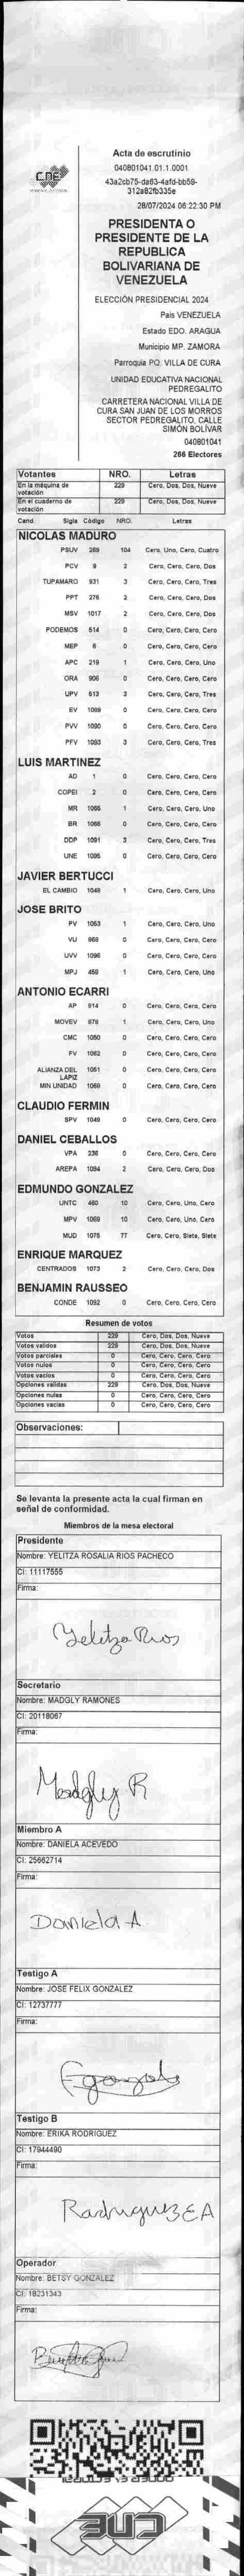 CNE
Acta de escrutinio
040801041.01.1.0001
43a2cb75-da63-4afd-bb59-
312a82fb335e
28/07/2024 06:22:30 PM
PRESIDENTA O
PRESIDENTE DE LA
REPUBLICA
BOLIVARIANA DE
VENEZUELA
ELECCIÓN PRESIDENCIAL 2024
País VENEZUELA
Estado EDO. ARAGUA
Municipio MP. ZAMORA
Parroquia PQ. VILLA DE CURA
UNIDAD EDUCATIVA NACIONAL
PEDREGALITO
CARRETERA NACIONAL VILLA DE
CURA SAN JUAN DE LOS MORROS
SECTOR PEDREGALITO, CALLE
SIMÓN BOLÍVAR
040801041
266 Electores
Votantes NRO. Letras
En la máquina de votación 229 Cero, Dos, Dos, Nueve
En el cuaderno de votación 229 Cero, Dos, Dos, Nueve
Cand. Sigla Código NRO. Letras
NICOLAS MADURO
PSUV 269 104 Cero, Uno, Cero, Cuatro
PCV 9 2 Cero, Cero, Cero, Dos
TUPAMARO 931 3 Cero, Cero, Cero, Tres
PPT 276 2 Cero, Cero, Cero, Dos
MSV 1017 2 Cero, Cero, Cero, Dos
PODEMOS 514 0 Cero, Cero, Cero, Cero
MEP 6 0 Cero, Cero, Cero, Cero
APC 219 1 Cero, Cero, Cero, Uno
ORA 906 0 Cero, Cero, Cero, Cero
UPV 613 3 Cero, Cero, Cero, Tres
EV 1089 0 Cero, Cero, Cero, Cero
PVV 1090 0 Cero, Cero, Cero, Cero
PFV 1093 3 Cero, Cero, Cero, Tres
LUIS MARTINEZ
AD 1 0 Cero, Cero, Cero, Cero
COPEI 2 0 Cero, Cero, Cero, Cero
MR 1065 1 Cero, Cero, Cero, Uno
BR 1066 0 Cero, Cero, Cero, Cero
DDP 1091 3 Cero, Cero, Cero, Tres
UNE 1095 0 Cero, Cero, Cero, Cero
JAVIER BERTUCCI
EL CAMBIO 1048 1 Cero, Cero, Cero, Uno
JOSE BRITO
PV 1053 1 Cero, Cero, Cero, Uno
VU 868 0 Cero, Cero, Cero, Cero
UVV 1096 0 Cero, Cero, Cero, Cero
MPJ 459 1 Cero, Cero, Cero, Uno
ANTONIO ECARRI
AP 914 0 Cero, Cero, Cero, Cero
MOVEV 878 1 Cero, Cero, Cero, Uno
CMC 1050 0 Cero, Cero, Cero, Cero
FV 1062 0 Cero, Cero, Cero, Cero
ALIANZA DEL LAPIZ 1051 0 Cero, Cero, Cero, Cero
MIN UNIDAD 1069 0 Cero, Cero, Cero, Cero
CLAUDIO FERMIN
SPV 1049 0 Cero, Cero, Cero, Cero
DANIEL CEBALLOS
VPA 236 0 Cero, Cero, Cero, Cero
AREPA 1094 2 Cero, Cero, Cero, Dos
EDMUNDO GONZALEZ
UNTC 460 10 Cero, Cero, Uno, Cero
MPV 1069 10 Cero, Cero, Uno, Cero
MUD 1075 77 Cero, Cero, Siete, Siete
ENRIQUE MARQUEZ
CENTRADOS 1073 2 Cero, Cero, Cero, Dos
BENJAMIN RAUSSEO
CONDE 1092 0 Cero, Cero, Cero, Cero
Resumen de votos
Votos 229 Cero, Dos, Dos, Nueve
Votos validos 229 Cero, Dos, Dos, Nueve
Votos parciales 0 Cero, Cero, Cero, Cero
Votos nulos 0 Cero, Cero, Cero, Cero
Votos vacios 0 Cero, Cero, Cero, Cero
Opciones validas 229 Cero, Dos, Dos, Nueve
Opciones nulas 0 Cero, Cero, Cero, Cero
Opciones vacias 0 Cero, Cero, Cero, Cero
Observaciones:
Se levanta la presente acta la cual firman en
señal de conformidad.
Miembros de la mesa electoral
Presidente
Nombre: YELITZA ROSALIA RIOS PACHECO
CI: 11117555
Firma:
Yelitza Rios
Secretario
Nombre: MADGLY RAMONES
CI: 20118067
Firma:
Madgly R
Miembro A
Nombre: DANIELA ACEVEDO
CI: 25662714
Firma:
Daniela A
Testigo A
Nombre: JOSE FELIX GONZALEZ
CI: 12737777
Firma:
Testigo B
Nombre: ERIKA RODRIGUEZ
CI: 17944490
Firma:
Rodriguez EA
Operador
Nombre: BETSY GONZALEZ
CI: 18231343
Firma:
CNE